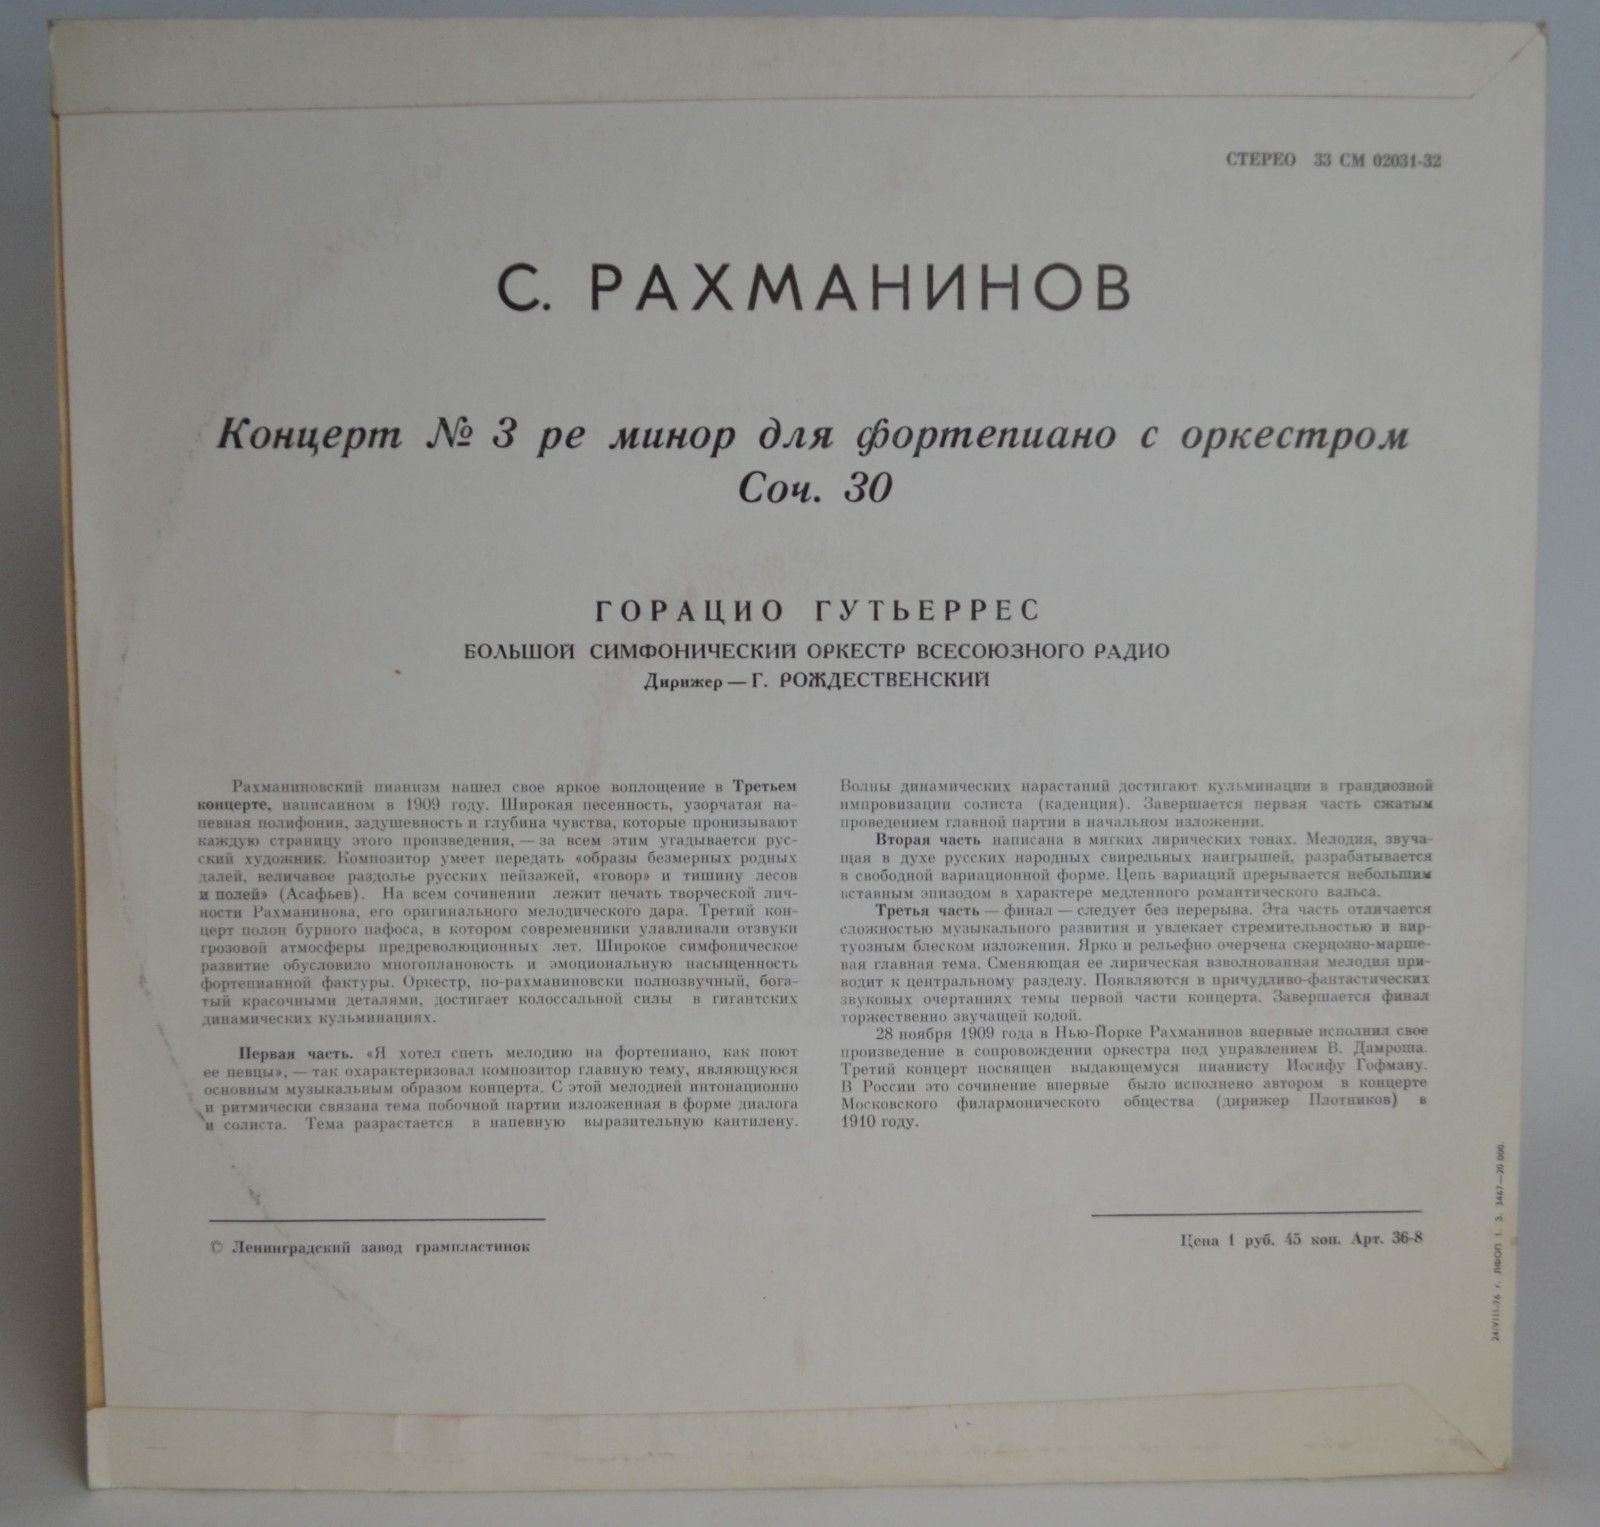 СТЕРЕО 33 СМ 02031-32
С. РАХМАНИНОВ
Концерт № 3 ре минор для фортепиано с оркестром
Соч. 30
ГОРАЦИО ГУТЬЕРРЕС
БОЛЬШОЙ СИМФОНИЧЕСКИЙ ОРКЕСТР ВСЕСОЮЗНОГО РАДИО
Дирижер — Г. РОЖДЕСТВЕНСКИЙ
Рахманиновский пианизм нашел свое яркое воплощение в Третьем
концерте, написанном в 1909 году. Широкая песенность, узорчатая на-
певная полифония, задушевность и глубина чувства, которые пронизывают
каждую страницу этого произведения, — за всем этим угадывается рус-
ский художник. Композитор умеет передать «образы безмерных родных
далей, величавое раздолье русских пейзажей, «говор» и тишину лесов
и полей» (Асафьев). На всем сочинении лежит печать творческой лич-
ности Рахманинова, его оригинального мелодического дара. Третий кон-
церт полон бурного пафоса, в котором современники улавливали отзвуки
грозовой атмосферы предреволюционных лет. Широкое симфоническое
развитие обусловило многоплановость и эмоциональную насыщенность
фортепианной фактуры. Оркестр, по-рахманиновски полнозвучный, бога-
тый красочными деталями, достигает колоссальной силы в гигантских
динамических кульминациях.
Первая часть. «Я хотел спеть мелодию на фортепиано, как поют
ее певцы», — так охарактеризовал композитор главную тему, являющуюся
основным музыкальным образом концерта. С этой мелодией интонационно
и ритмически связана тема побочной партии изложенная в форме диалога
и солиста. Тема разрастается в напевную выразительную кантилену.
Волны динамических нарастаний достигают кульминации в грандиозной
импровизации солиста (каденция). Завершается первая часть сжатым
проведением главной партии в начальном изложении.
Вторая часть написана в мягких лирических тонах. Мелодия, звуча-
щая в духе русских народных свирельных наигрышей, разрабатывается
в свободной вариационной форме. Цепь вариаций прерывается небольшим
вставным эпизодом в характере медленного романтического вальса.
Третья часть — финал — следует без перерыва. Эта часть отличается
сложностью музыкального развития и увлекает стремительностью и вир-
туозным блеском изложения. Ярко и рельефно очерчена скерцозно-марше-
вая главная тема. Сменяющая ее лирическая взволнованная мелодия при-
водит к центральному разделу. Появляются в причудливо-фантастических
звуковых очертаниях темы первой части концерта. Завершается финал
торжественно звучащей кодой.
28 ноября 1909 года в Нью-Йорке Рахманинов впервые исполнил свое
произведение в сопровождении оркестра под управлением В. Дамроша.
Третий концерт посвящен выдающемуся пианисту Иосифу Гофману.
В России это сочинение впервые было исполнено автором в концерте
Московского филармонического общества (дирижер Плотников) в
1910 году.
© Ленинградский завод грампластинок
Цена 1 руб. 45 коп. Арт. 36-8
24/VIII-76 г. ЛФОП 1. З. 3467—20 000.